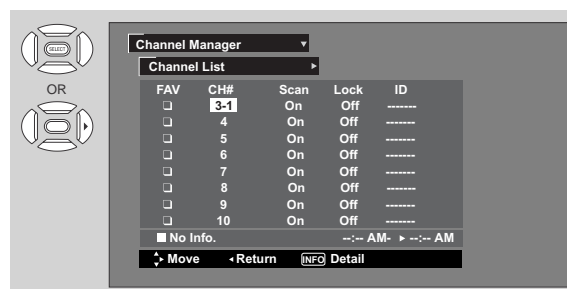 SELECT
OR
Channel Manager ▼
Channel List ►
FAV CH# Scan Lock ID
❏ 3-1 On Off -------
❏ 4 On Off -------
❏ 5 On Off -------
❏ 6 On Off -------
❏ 7 On Off -------
❏ 8 On Off -------
❏ 9 On Off -------
❏ 10 On Off -------
■ No Info. --:-- AM- ► --:-- AM
Move ◂Return INFO Detail